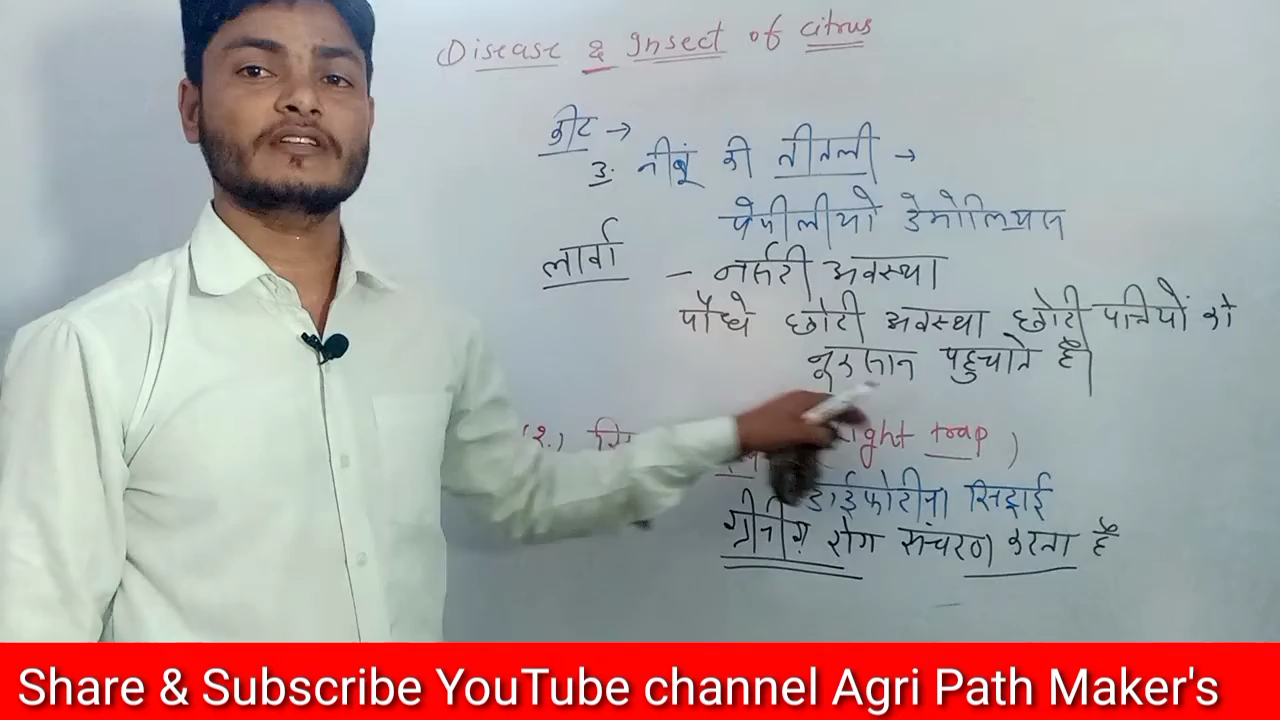 Disease & Insect of citrus
कीट →
3. नीबूं की तीतली →
पेपीलीयो डेमोलियास
लार्वा – नर्सरी अवस्था
पौधे छोटी अवस्था छोटी पत्तियों को
नूकसान पहुचाते है।
(२.) light trap )
डाईफोरीना सिट्राई
ग्रीनींग रोग संचरण करता है
Share & Subscribe YouTube channel Agri Path Maker's